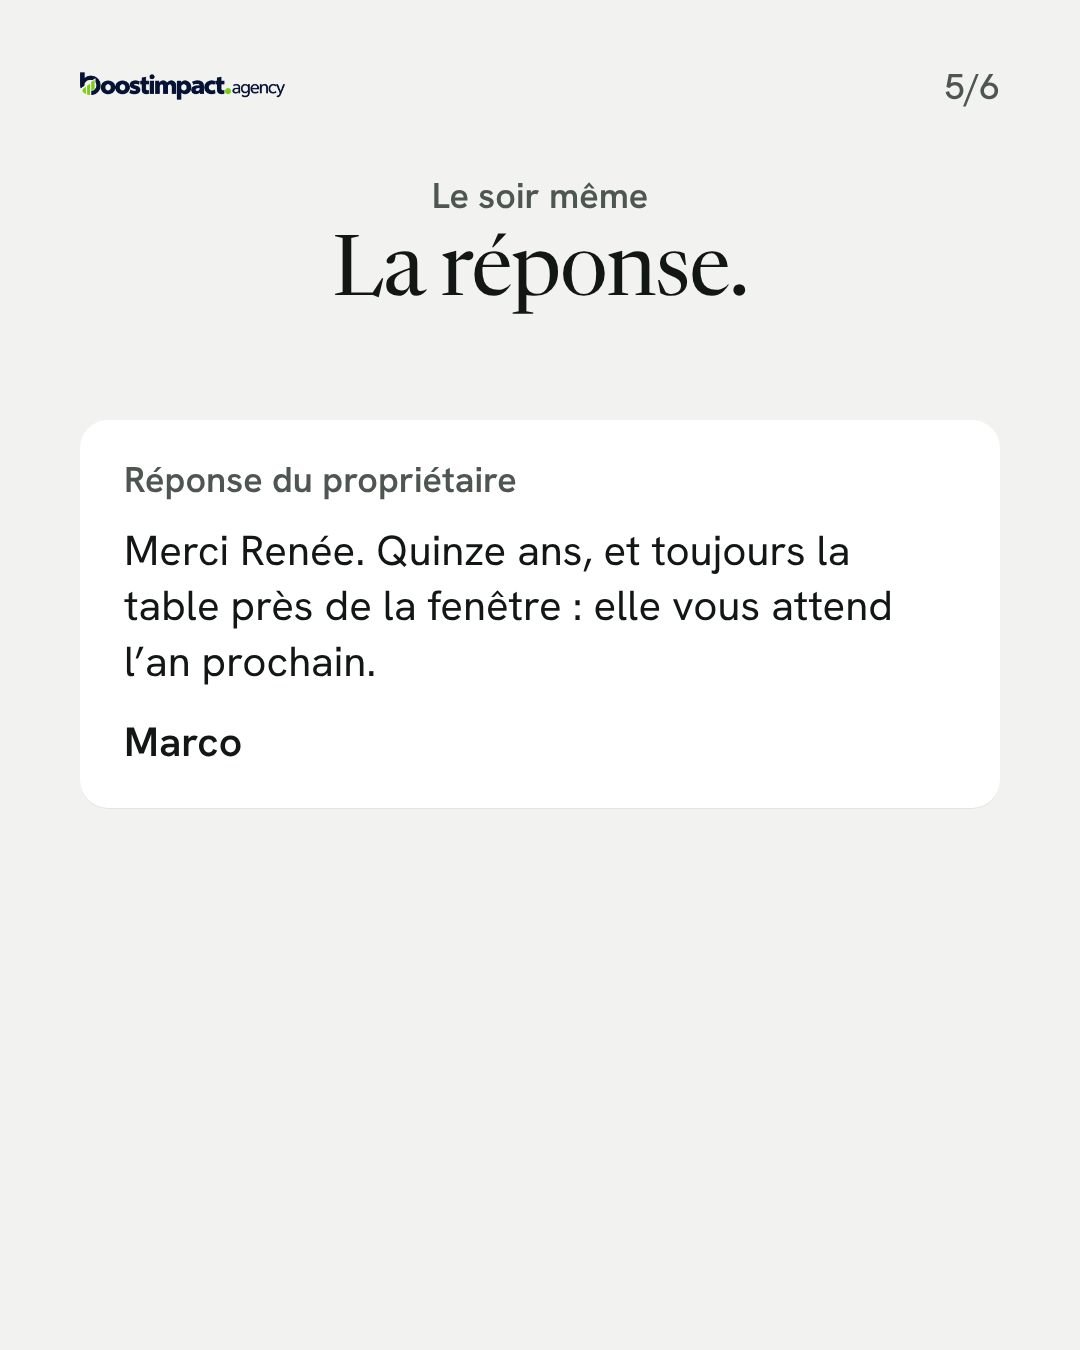 boostimpact.agency
5/6
Le soir même
La réponse.
Réponse du propriétaire
Merci Renée. Quinze ans, et toujours la
table près de la fenêtre : elle vous attend
l’an prochain.
Marco